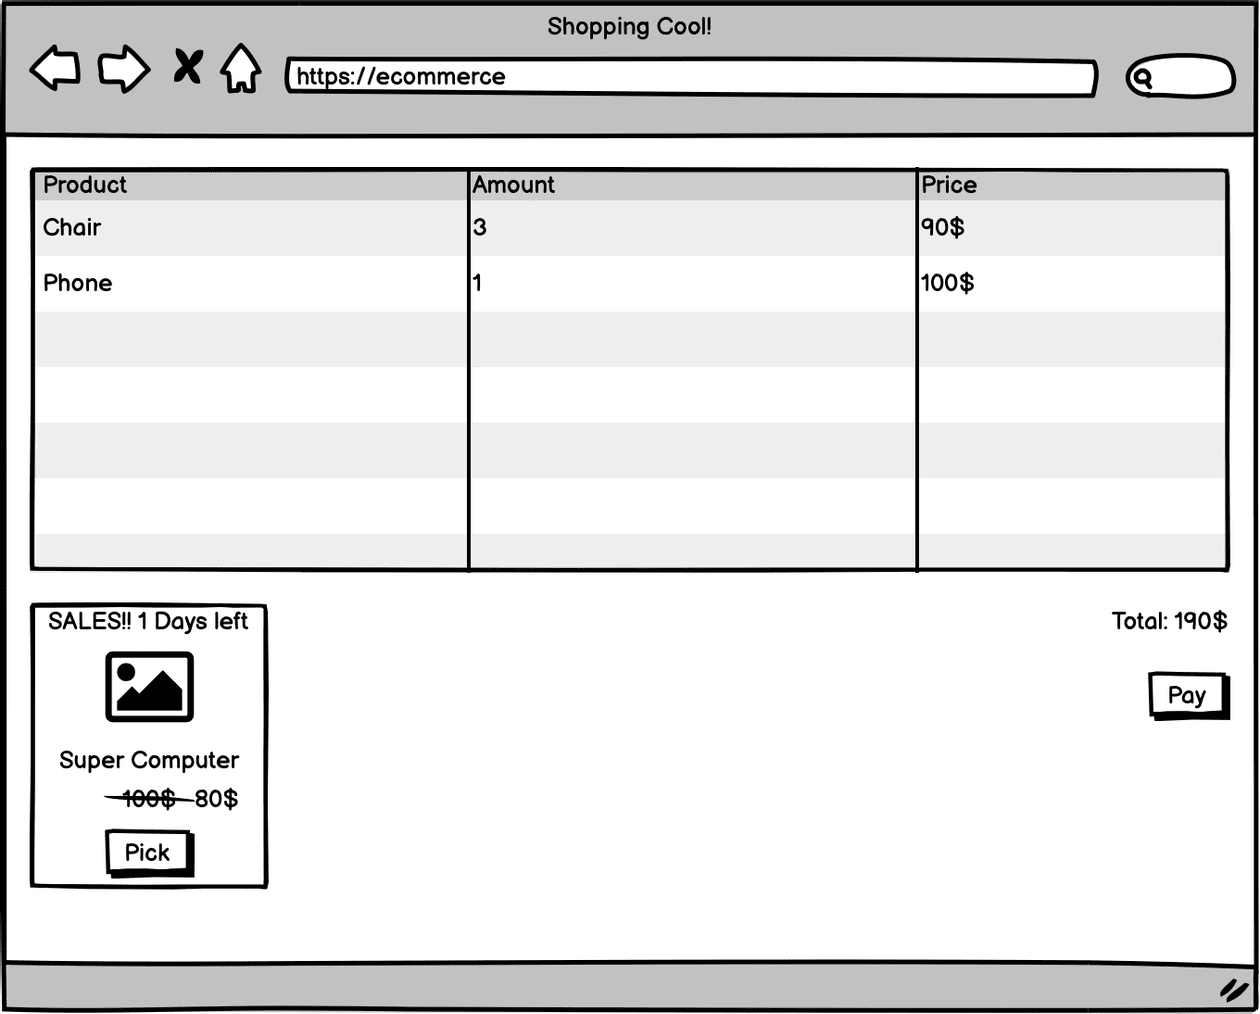 Shopping Cool!
https://ecommerce
Product Amount Price
Chair 3 90$
Phone 1 100$
SALES!! 1 Days left
Total: 190$
Pay
Super Computer
100$ 80$
Pick